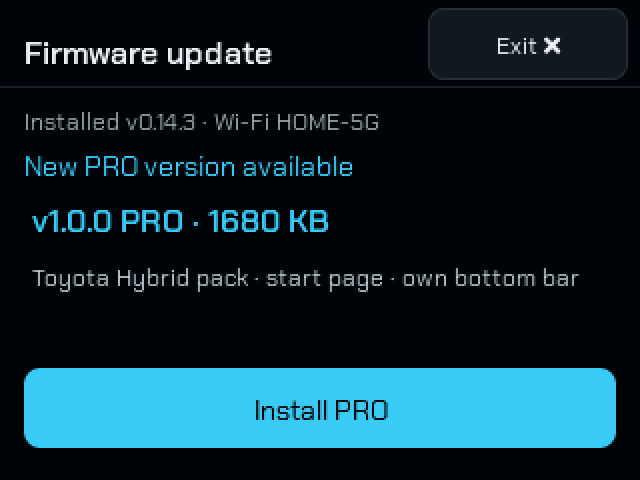 Firmware update
Exit ✕
Installed v0.14.3 · Wi-Fi HOME-5G
New PRO version available
v1.0.0 PRO · 1680 KB
Toyota Hybrid pack · start page · own bottom bar
Install PRO